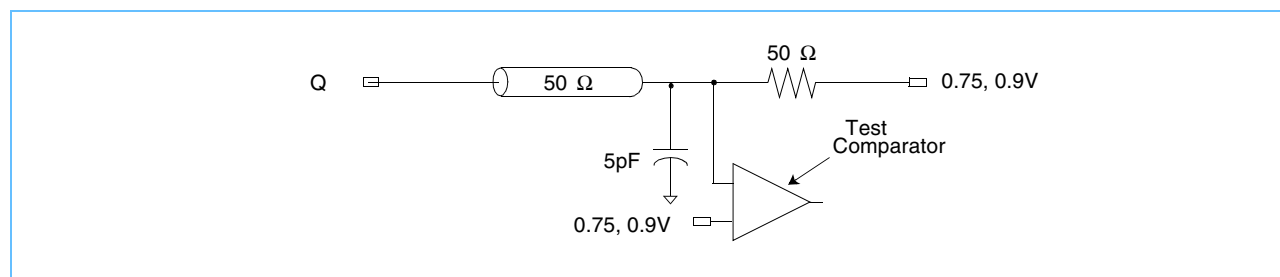 50 Ω
Q
50 Ω
0.75, 0.9V
Test
Comparator
5pF
0.75, 0.9V